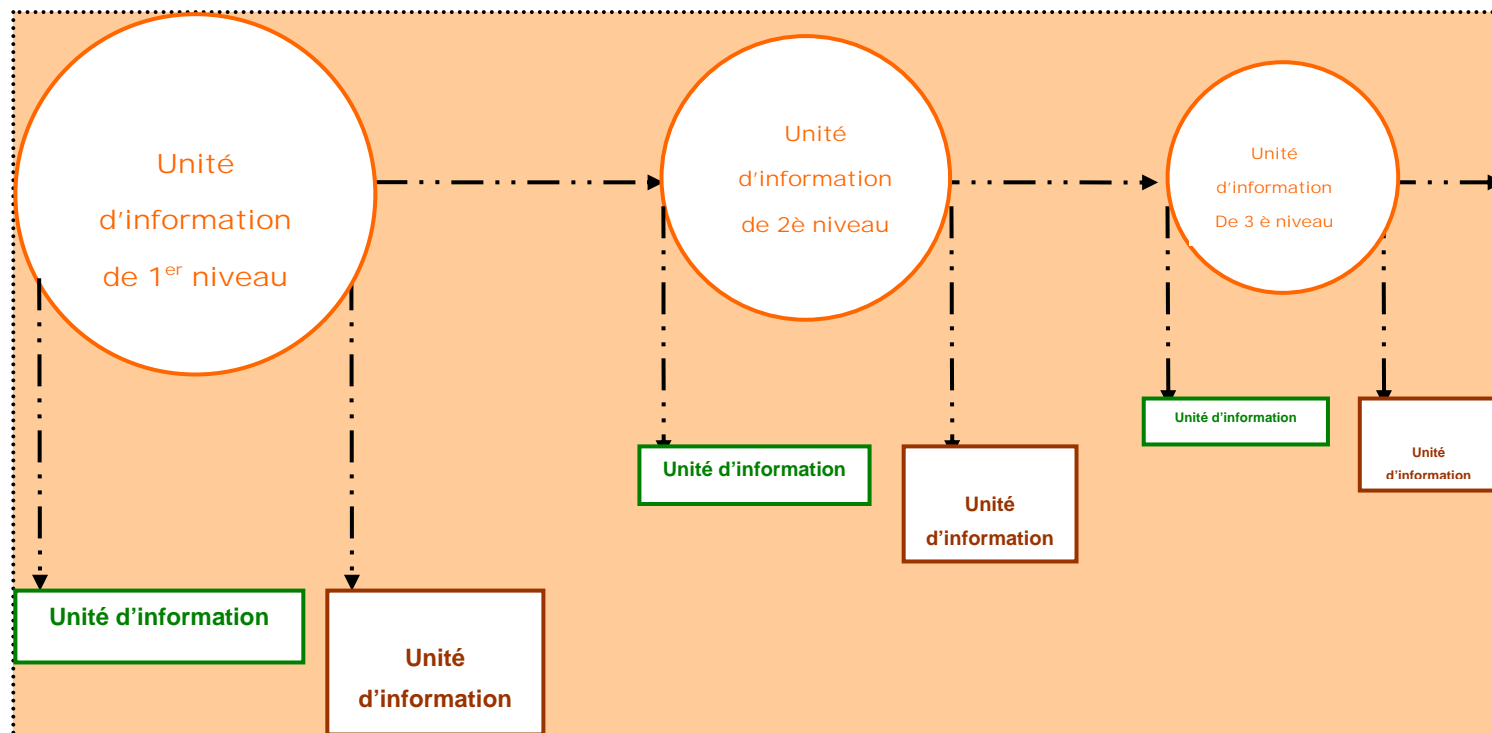 Unité
d'information
de 1er niveau
Unité
d'information
de 2è niveau
Unité
d'information
De 3 è niveau
Unité d’information
Unité
d’information
Unité d’information
Unité
d’information
Unité d’information
Unité
d’information